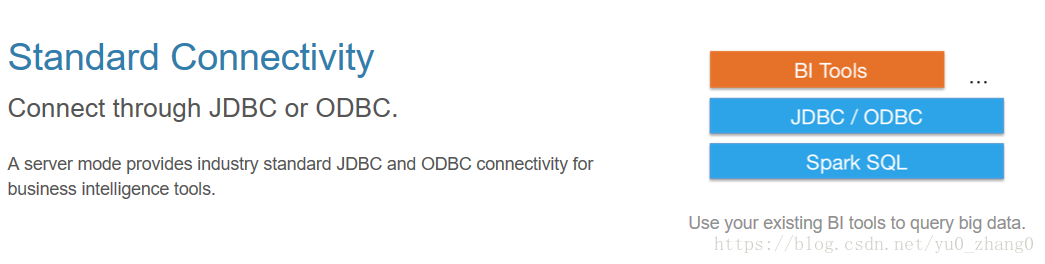 Standard Connectivity
Connect through JDBC or ODBC.
A server mode provides industry standard JDBC and ODBC connectivity for
business intelligence tools.
BI Tools
...
JDBC / ODBC
Spark SQL
Use your existing BI tools to query big data.
https://blog.csdn.net/yu0_zhang0